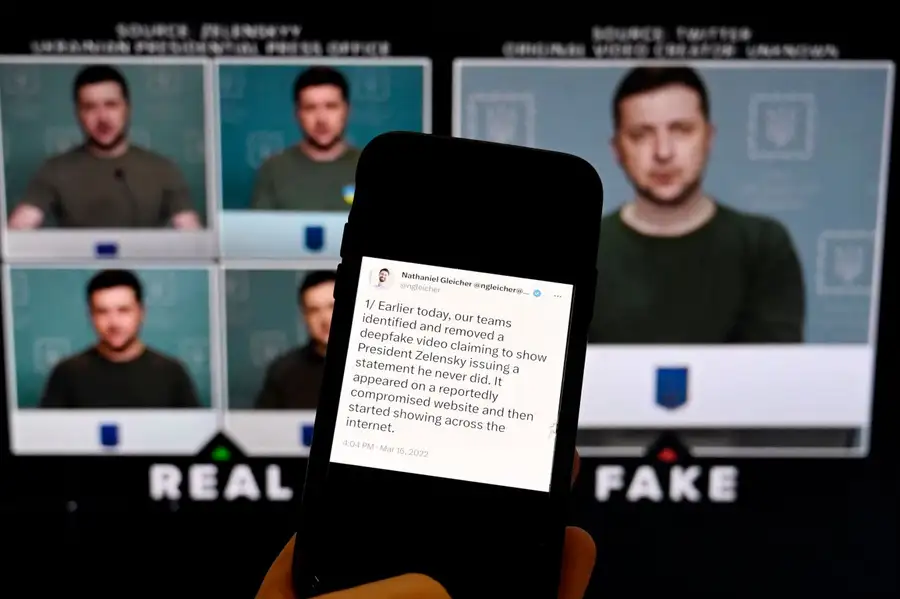 SOURCE: ZELENSKYY
UKRAINIAN PRESIDENTIAL PRESS OFFICE
SOURCE: TWITTER
ORIGINAL VIDEO CREATOR: UNKNOWN
Nathaniel Gleicher @ngleicher@...
@ngleicher
1/ Earlier today, our teams
identified and removed a
deepfake video claiming to show
President Zelensky issuing a
statement he never did. It
appeared on a reportedly
compromised website and then
started showing across the
internet.
4:04 PM · Mar 16, 2022
REAL
FAKE